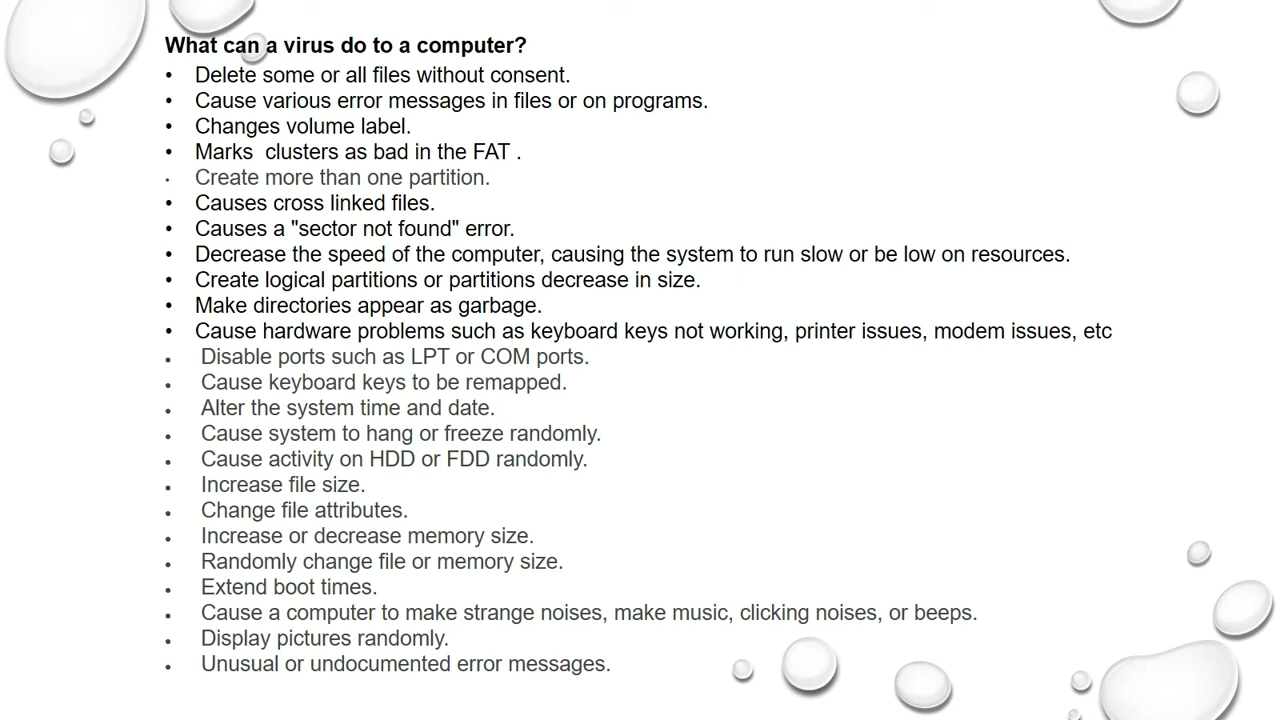 What can a virus do to a computer?
• Delete some or all files without consent.
• Cause various error messages in files or on programs.
• Changes volume label.
• Marks  clusters as bad in the FAT .
• Create more than one partition.
• Causes cross linked files.
• Causes a "sector not found" error.
• Decrease the speed of the computer, causing the system to run slow or be low on resources.
• Create logical partitions or partitions decrease in size.
• Make directories appear as garbage.
• Cause hardware problems such as keyboard keys not working, printer issues, modem issues, etc
• Disable ports such as LPT or COM ports.
• Cause keyboard keys to be remapped.
• Alter the system time and date.
• Cause system to hang or freeze randomly.
• Cause activity on HDD or FDD randomly.
• Increase file size.
• Change file attributes.
• Increase or decrease memory size.
• Randomly change file or memory size.
• Extend boot times.
• Cause a computer to make strange noises, make music, clicking noises, or beeps.
• Display pictures randomly.
• Unusual or undocumented error messages.